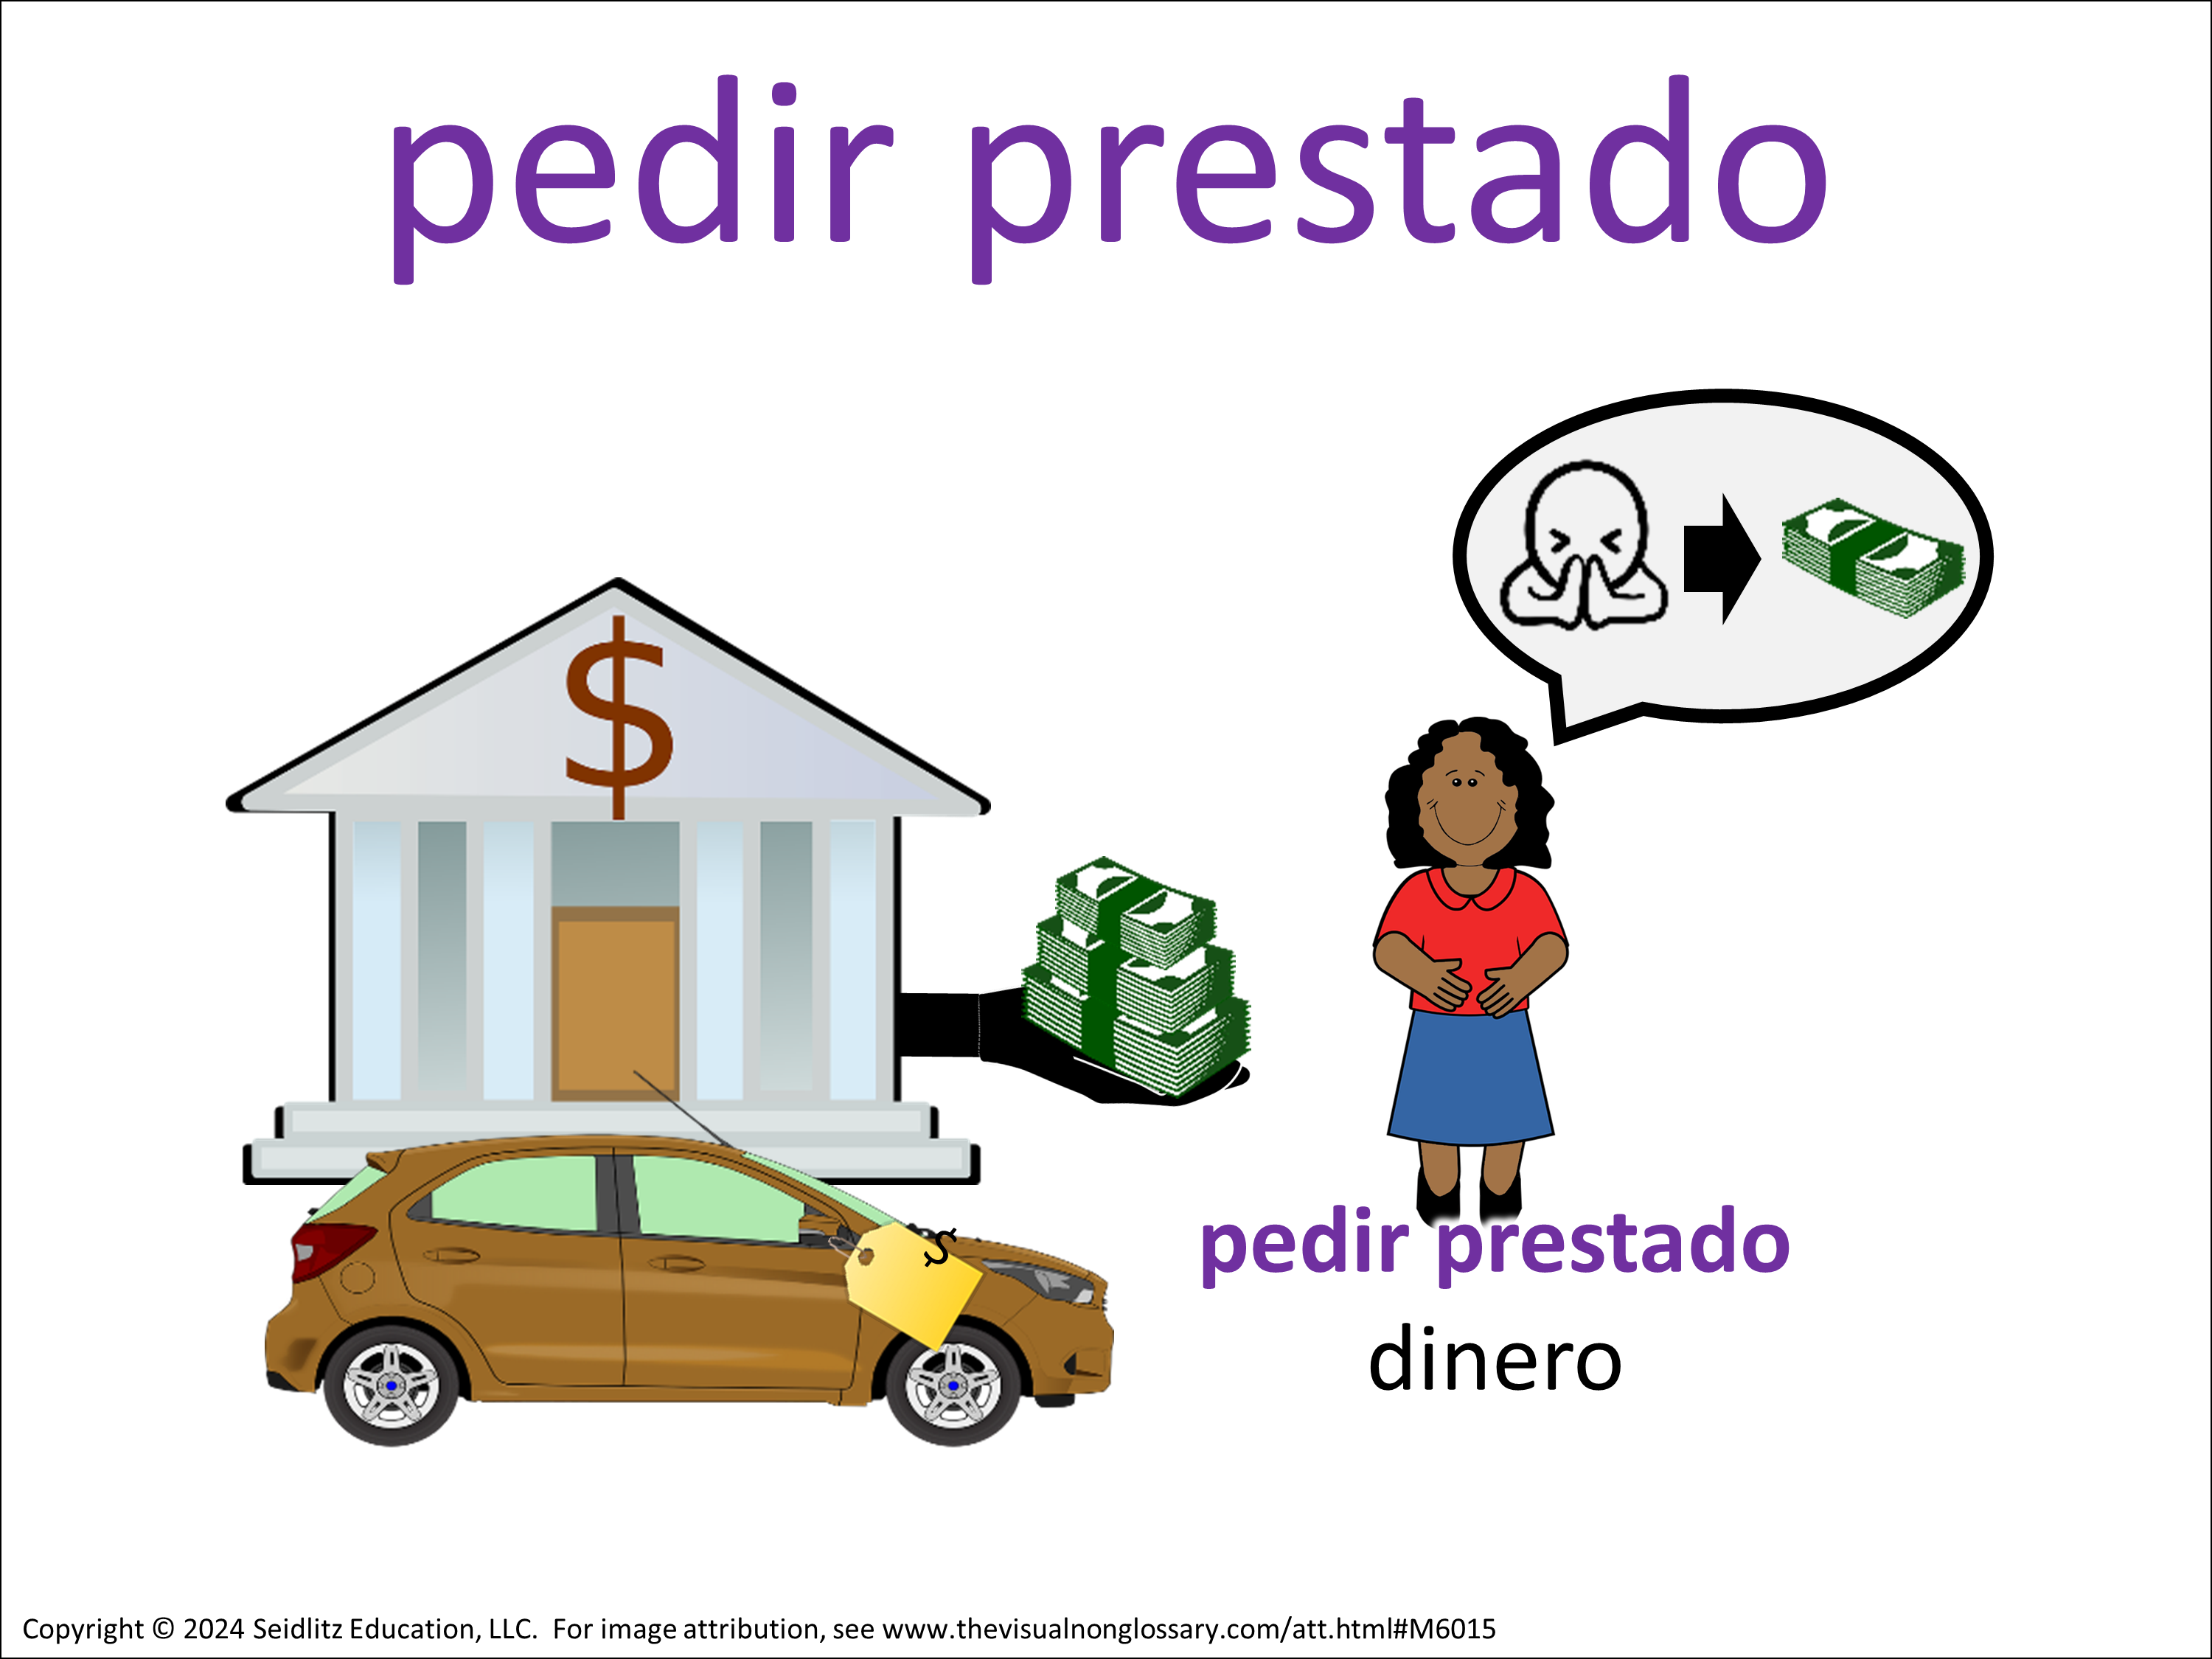 pedir prestado
$
$
pedir prestado
dinero
Copyright © 2024 Seidlitz Education, LLC.  For image attribution, see www.thevisualnonglossary.com/att.html#M6015